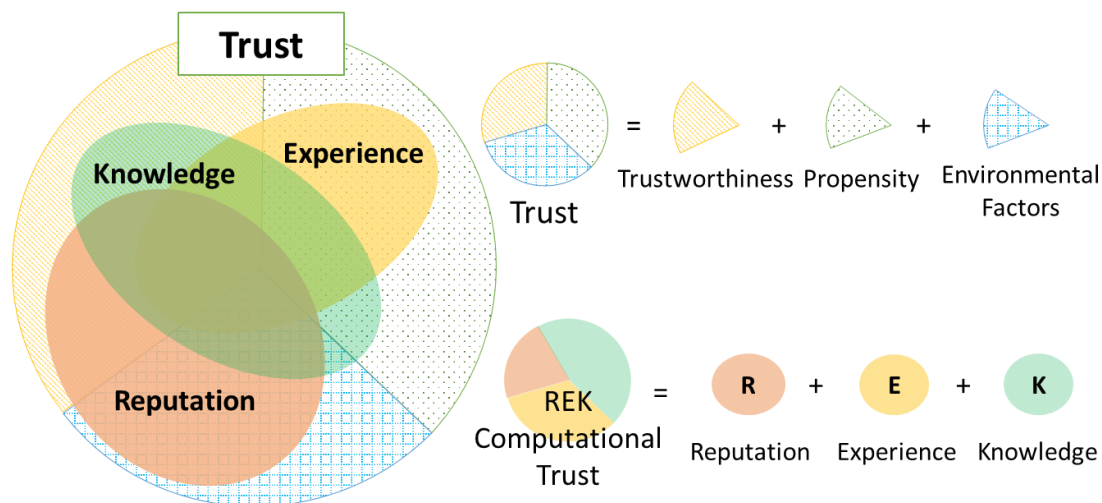 Trust
Knowledge
Experience
Reputation
= + +
Trust
Trustworthiness
Propensity
Environmental
Factors
REK
Computational
Trust
= R + E + K
Reputation
Experience
Knowledge